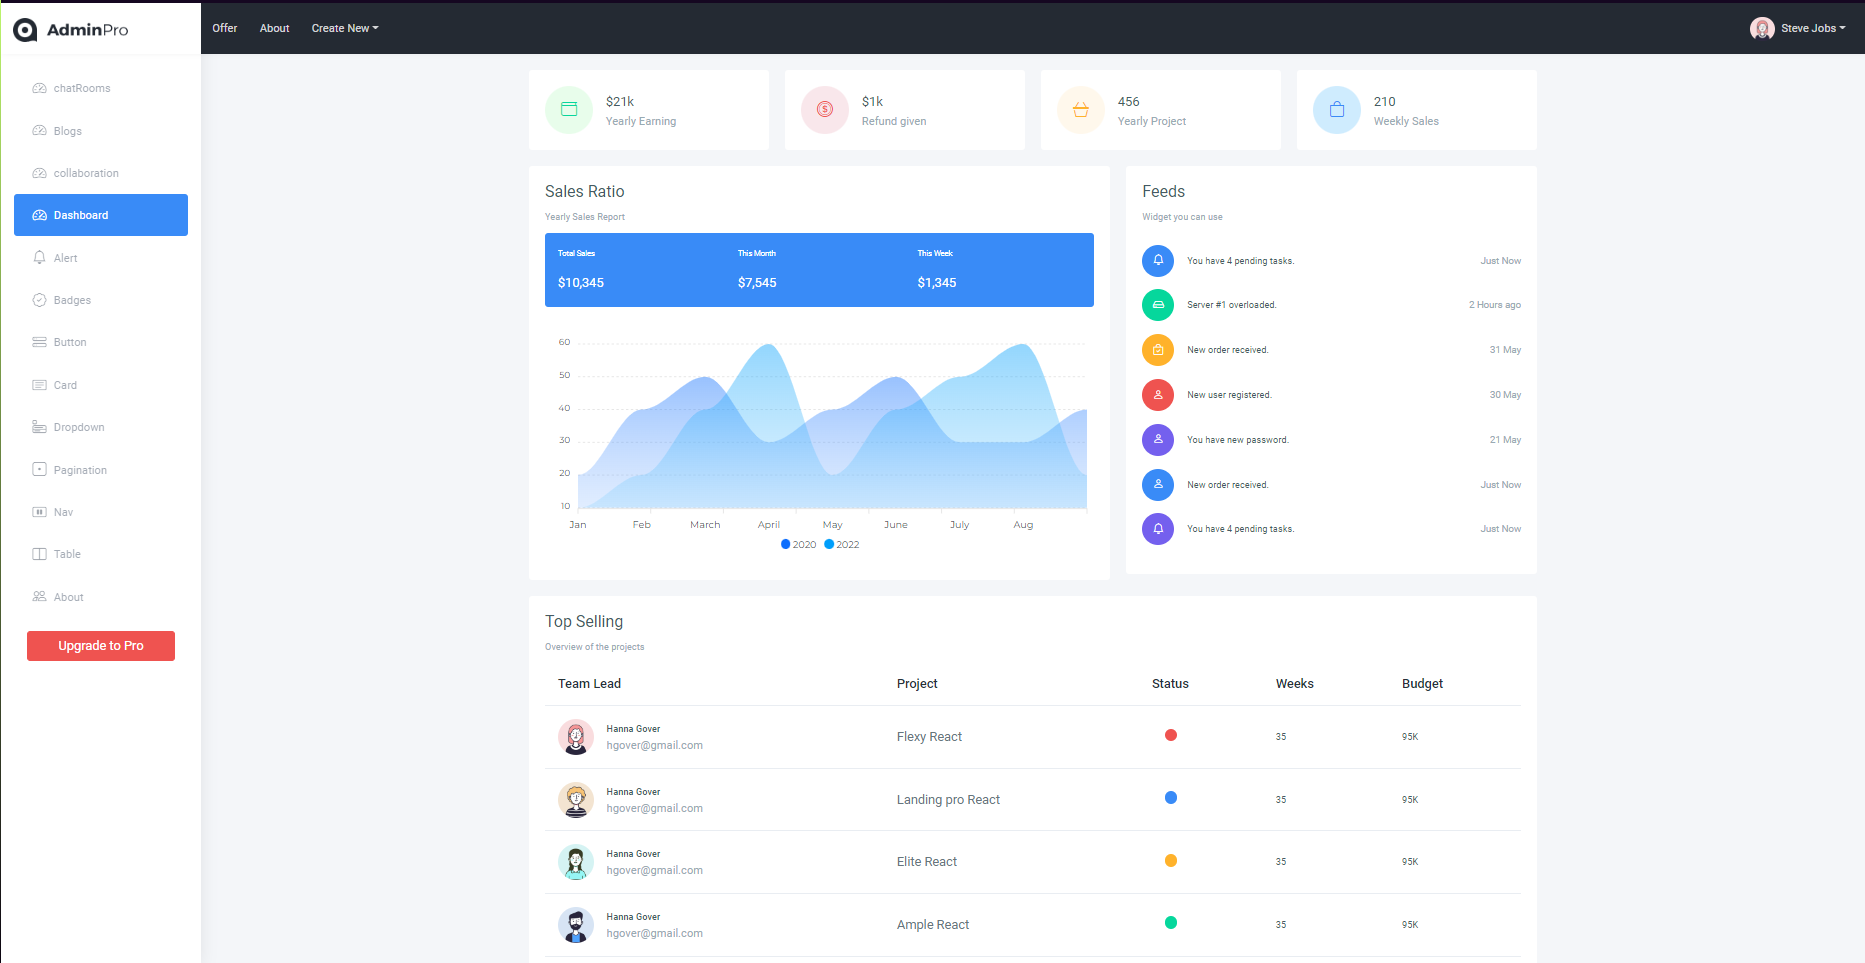 AdminPro
Offer About Create New
Steve Jobs
chatRooms
Blogs
collaboration
Dashboard
Alert
Badges
Button
Card
Dropdown
Pagination
Nav
Table
About
Upgrade to Pro
$21k
Yearly Earning
$1k
Refund given
456
Yearly Project
210
Weekly Sales
Sales Ratio
Yearly Sales Report
Total Sales This Month This Week
$10,345 $7,545 $1,345
60
50
40
30
20
10
Jan Feb March April May June July Aug
2020 2022
Feeds
Widget you can use
You have 4 pending tasks. Just Now
Server #1 overloaded. 2 Hours ago
New order received. 31 May
New user registered. 30 May
You have new password. 21 May
New order received. Just Now
You have 4 pending tasks. Just Now
Top Selling
Overview of the projects
Team Lead Project Status Weeks Budget
Hanna Gover
hgover@gmail.com
Flexy React 35 95K
Hanna Gover
hgover@gmail.com
Landing pro React 35 95K
Hanna Gover
hgover@gmail.com
Elite React 35 95K
Hanna Gover
hgover@gmail.com
Ample React 35 95K